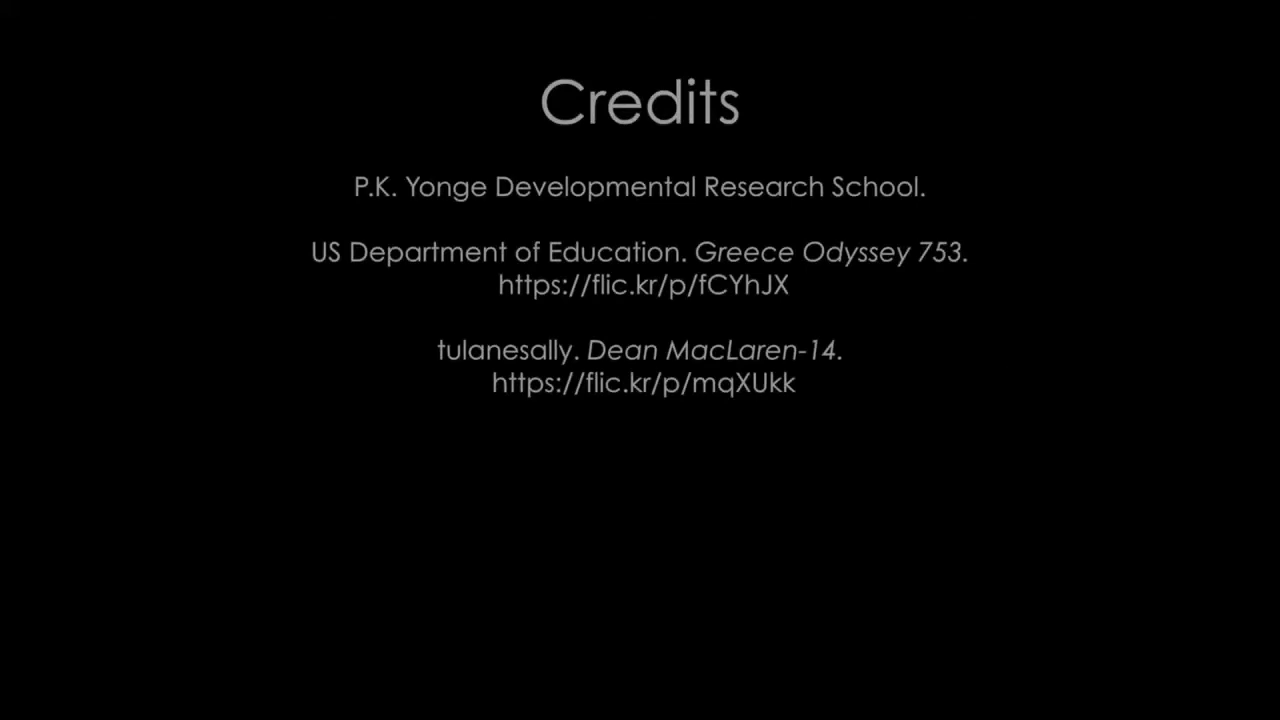 Credits
P.K. Yonge Developmental Research School.
US Department of Education. Greece Odyssey 753.
https://flic.kr/p/fCYhJX
tulanesally. Dean MacLaren-14.
https://flic.kr/p/mqXUkk